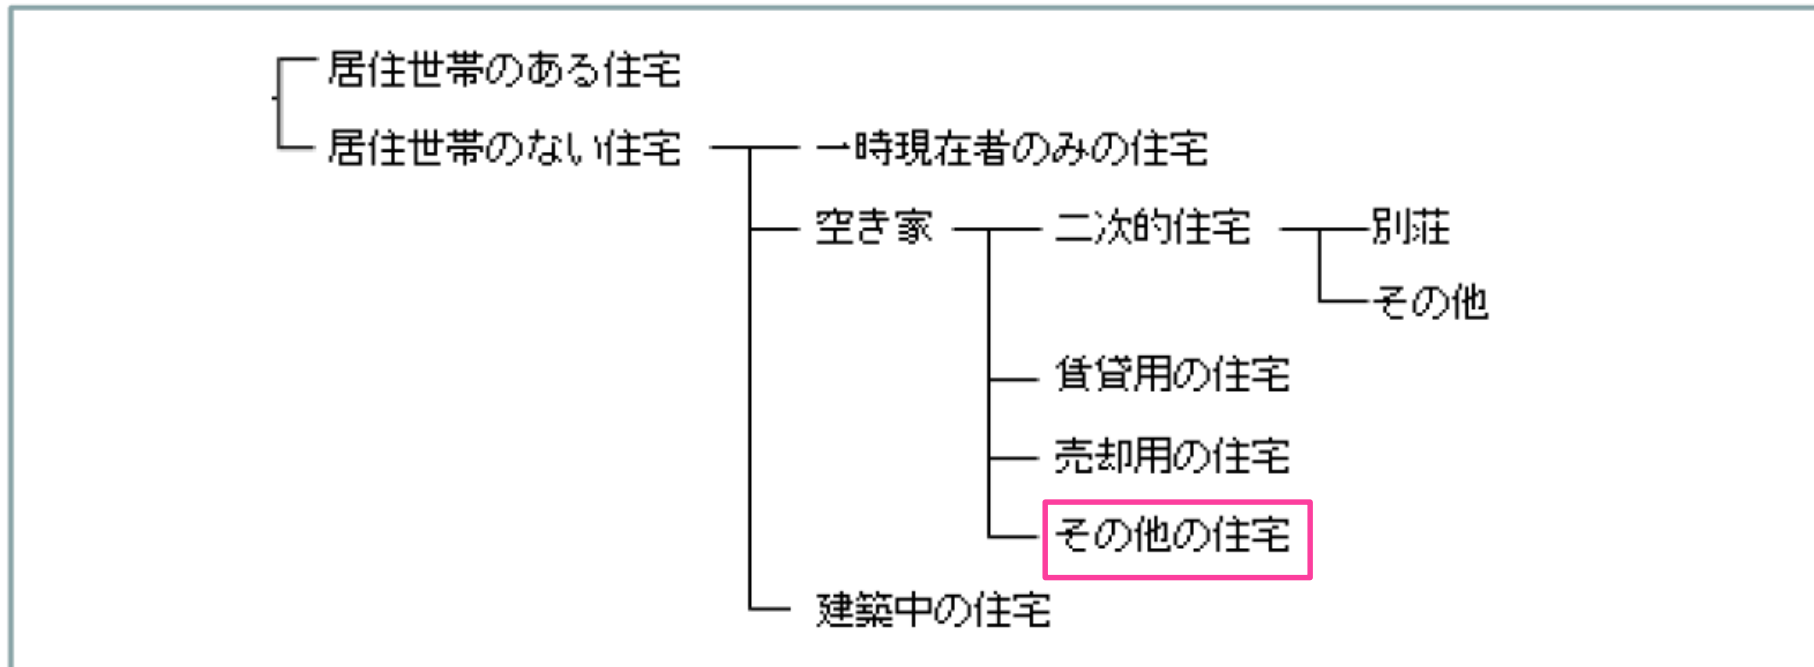 居住世帯のある住宅
居住世帯のない住宅 一時現在者のみの住宅
空き家 二次的住宅 別荘
その他
賃貸用の住宅
売却用の住宅
その他の住宅
建築中の住宅